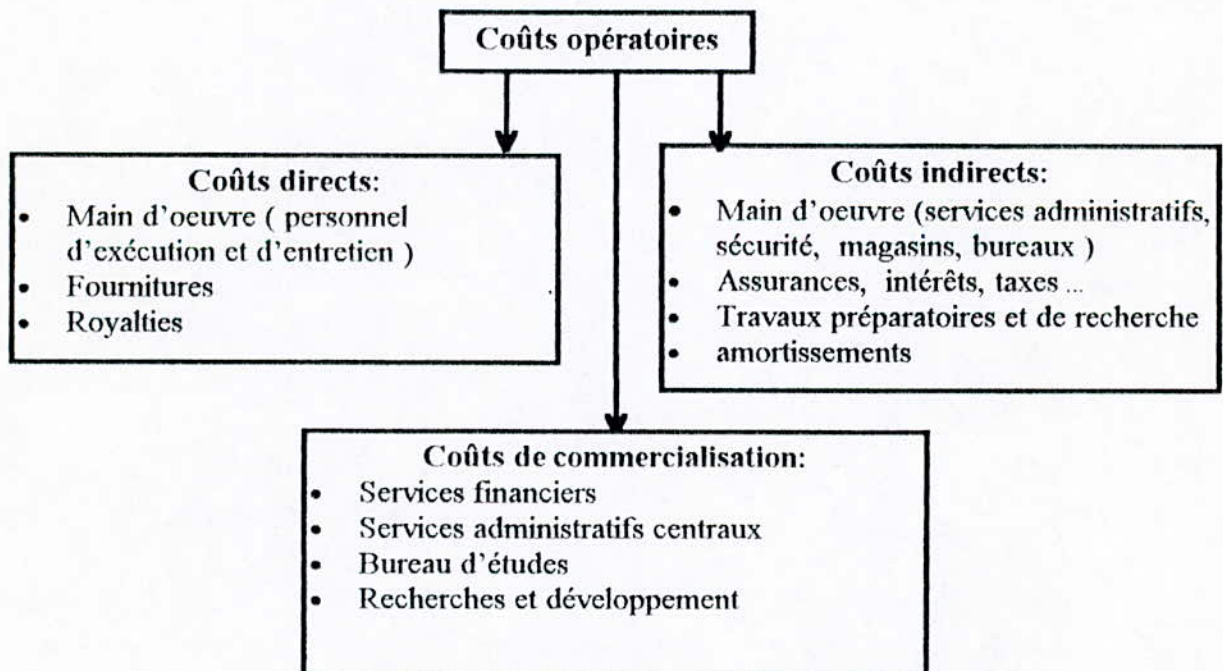 Coûts opératoires
Coûts directs:
• Main d'oeuvre ( personnel
d'exécution et d'entretien )
• Fournitures
• Royalties
Coûts indirects:
• Main d'oeuvre (services administratifs,
sécurité, magasins, bureaux )
• Assurances, intérêts, taxes ...
• Travaux préparatoires et de recherche
• amortissements
Coûts de commercialisation:
• Services financiers
• Services administratifs centraux
• Bureau d'études
• Recherches et développement